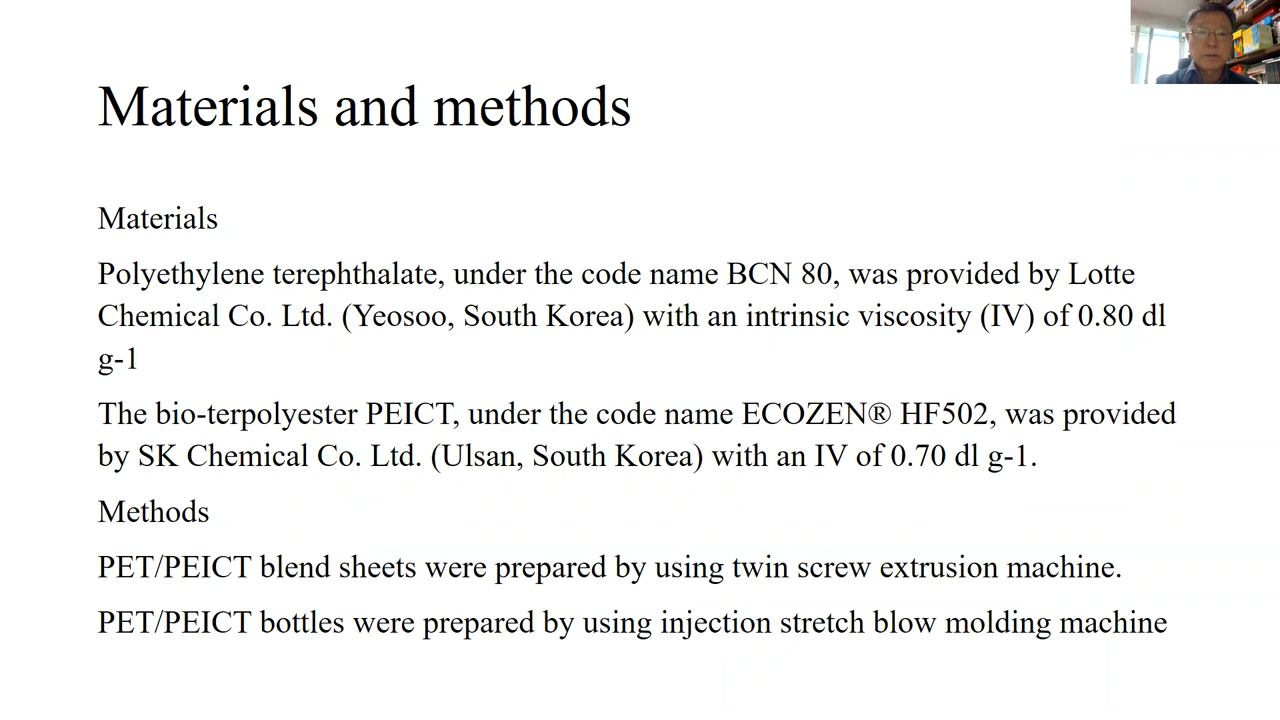 Materials and methods
Materials
Polyethylene terephthalate, under the code name BCN 80, was provided by Lotte
Chemical Co. Ltd. (Yeosoo, South Korea) with an intrinsic viscosity (IV) of 0.80 dl
g-1
The bio-terpolyester PEICT, under the code name ECOZEN® HF502, was provided
by SK Chemical Co. Ltd. (Ulsan, South Korea) with an IV of 0.70 dl g-1.
Methods
PET/PEICT blend sheets were prepared by using twin screw extrusion machine.
PET/PEICT bottles were prepared by using injection stretch blow molding machine